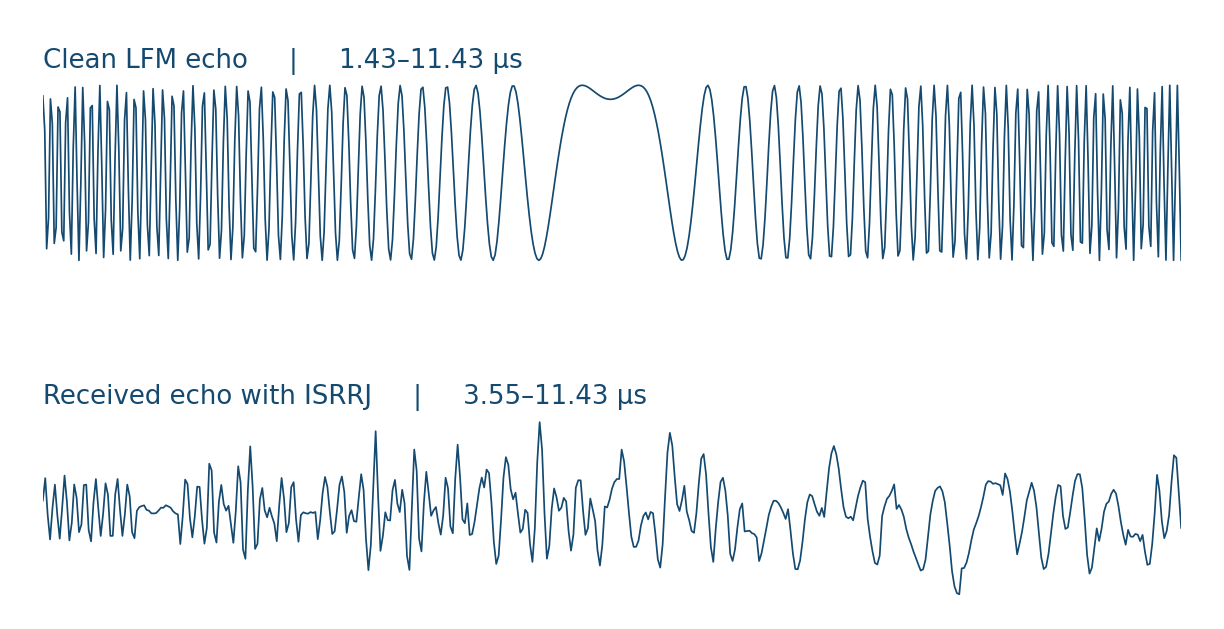 Clean LFM echo | 1.43–11.43 μs
Received echo with ISRRJ | 3.55–11.43 μs